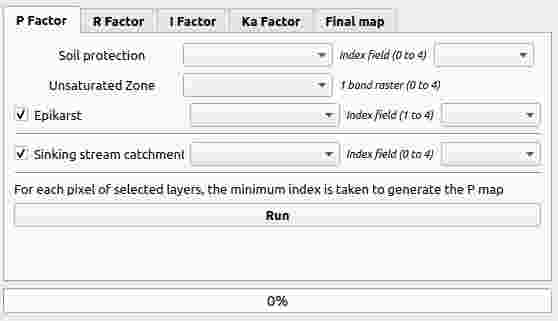 P Factor R Factor I Factor Ka Factor Final map
Soil protection Index field (0 to 4)
Unsaturated Zone 1 band raster (0 to 4)
Epikarst Index field (1 to 4)
Sinking stream catchment Index field (0 to 4)
For each pixel of selected layers, the minimum index is taken to generate the P map
Run
0%